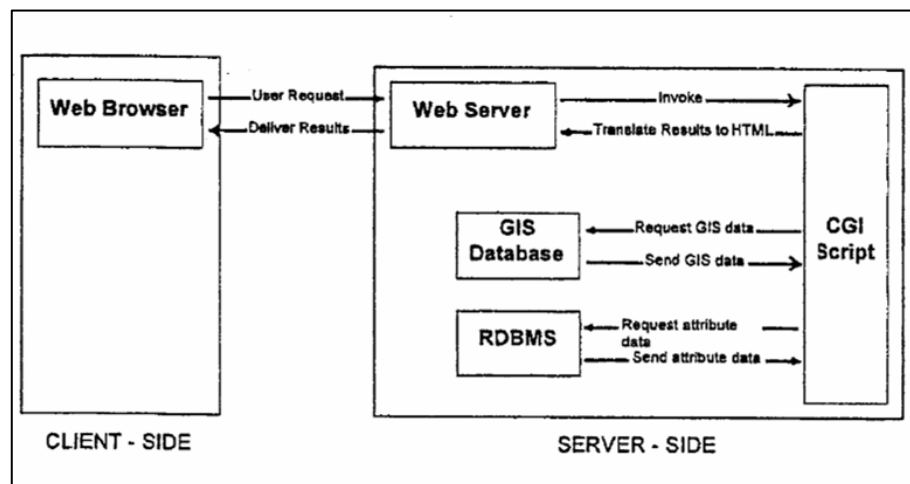 Web Browser
User Request
Deliver Results
Web Server
Invoke
Translate Results to HTML
GIS
Database
Request GIS data
Send GIS data
CGI
Script
RDBMS
Request attribute
data
Send attribute data
CLIENT - SIDE
SERVER - SIDE